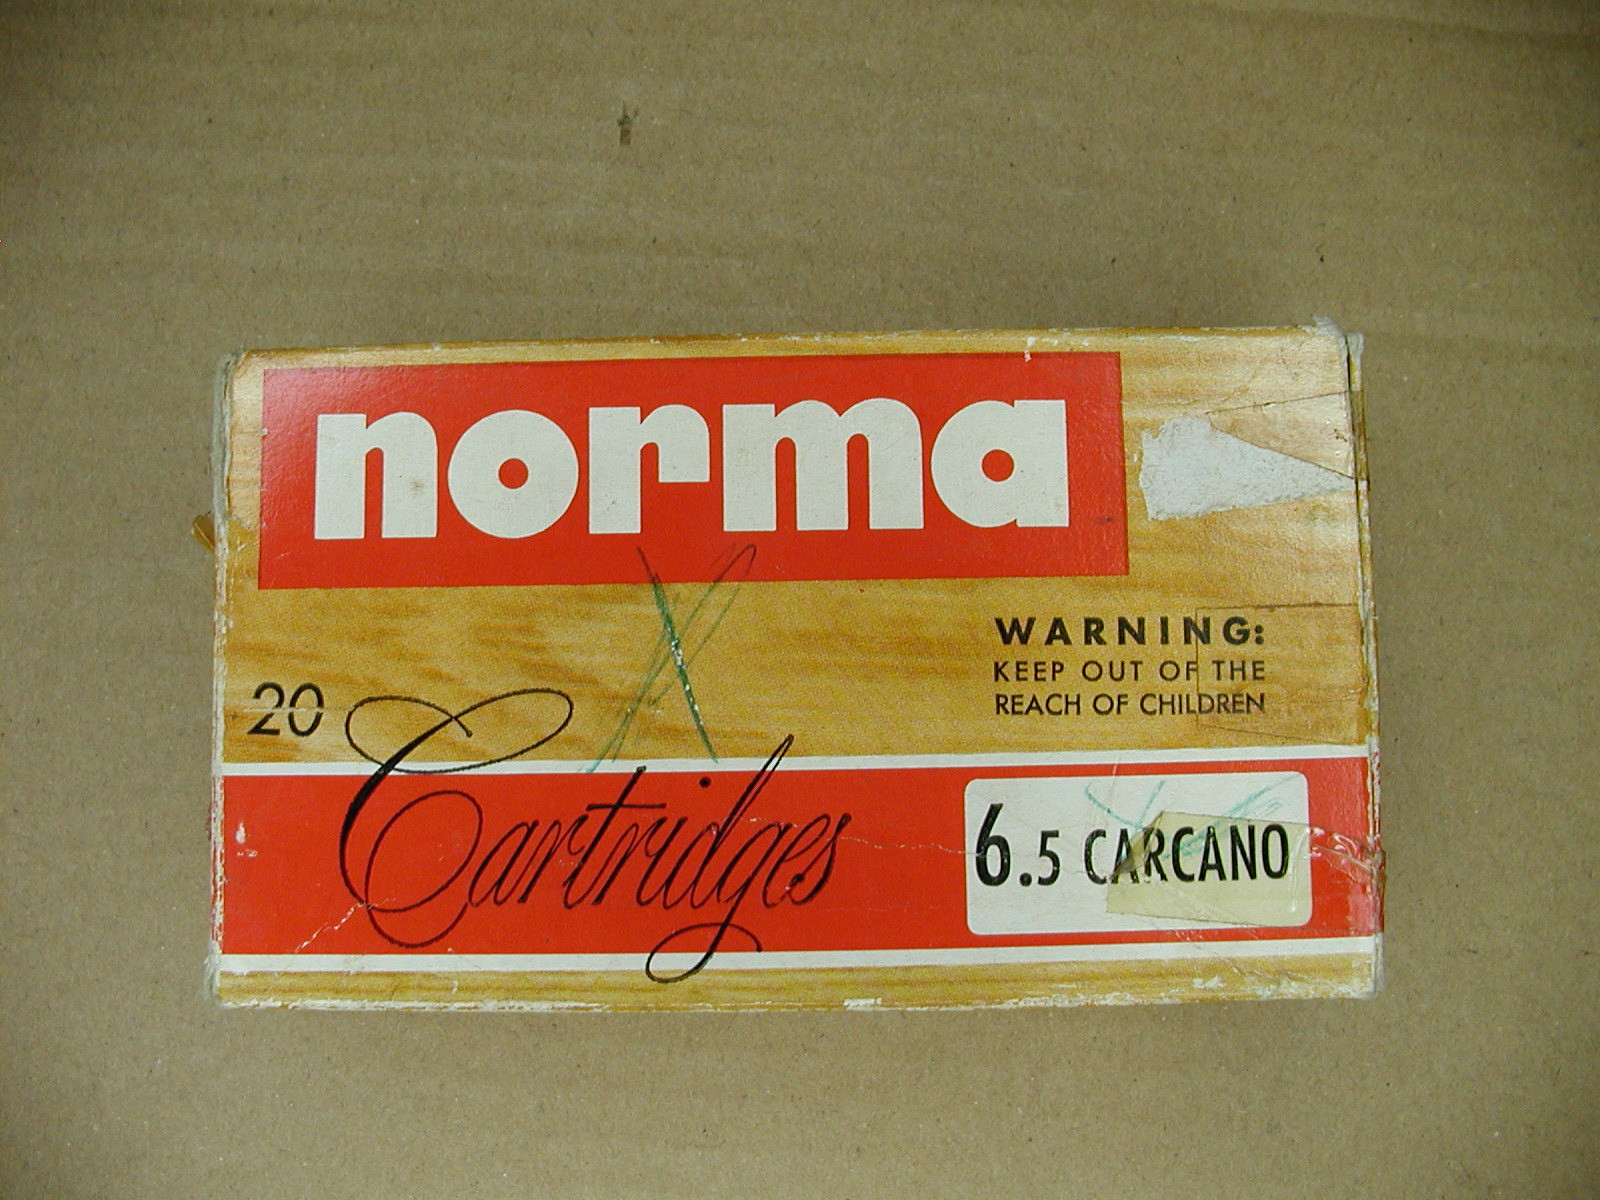 norma
WARNING:
KEEP OUT OF THE
REACH OF CHILDREN
20 Cartridges
6.5 CARCANO